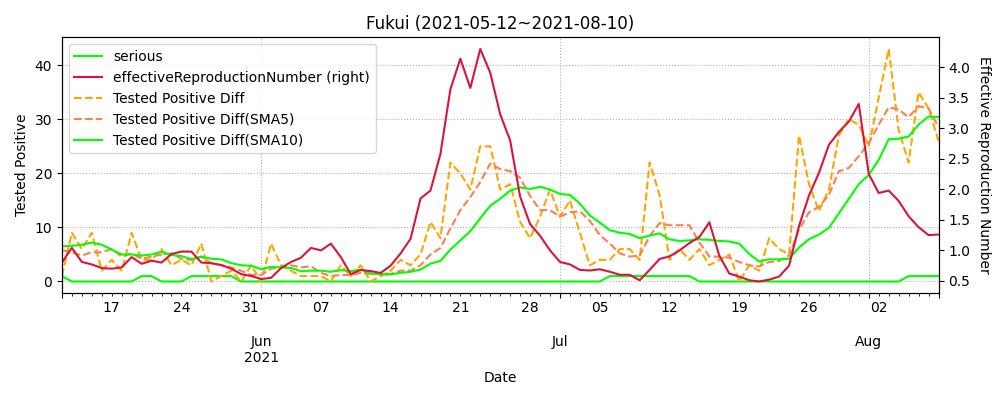 Fukui (2021-05-12~2021-08-10)
serious
effectiveReproductionNumber (right)
Tested Positive Diff
Tested Positive Diff(SMA5)
Tested Positive Diff(SMA10)
Tested Positive
40
30
20
10
0
4.0
3.5
3.0
2.5
2.0
1.5
1.0
0.5
Effective Reproduction Number
17 24 31 07 14 21 28 05 12 19 26 02
Jun Jul Aug
2021
Date